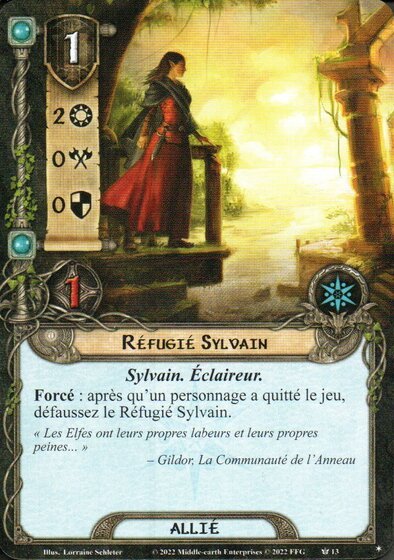 1
2
0
0
1
Réfugié Sylvain
Sylvain. Éclaireur.
Forcé : après qu'un personnage a quitté le jeu,
défaussez le Réfugié Sylvain.
« Les Elfes ont leurs propres labeurs et leurs propres
peines... »
– Gildor, La Communauté de l'Anneau
Allié
Illus. Lorraine Schleter © 2022 Middle-earth Enterprises © 2022 FFG 13